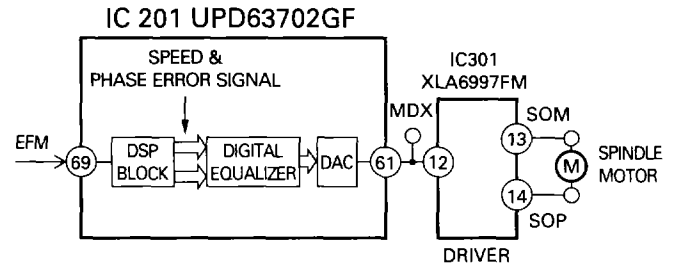 IC 201 UPD63702GF
SPEED &
PHASE ERROR SIGNAL
EFM
69
DSP
BLOCK
DIGITAL
EQUALIZER
DAC
61
MDX
12
IC301
XLA6997FM
13
SOM
14
SOP
M
SPINDLE
MOTOR
DRIVER